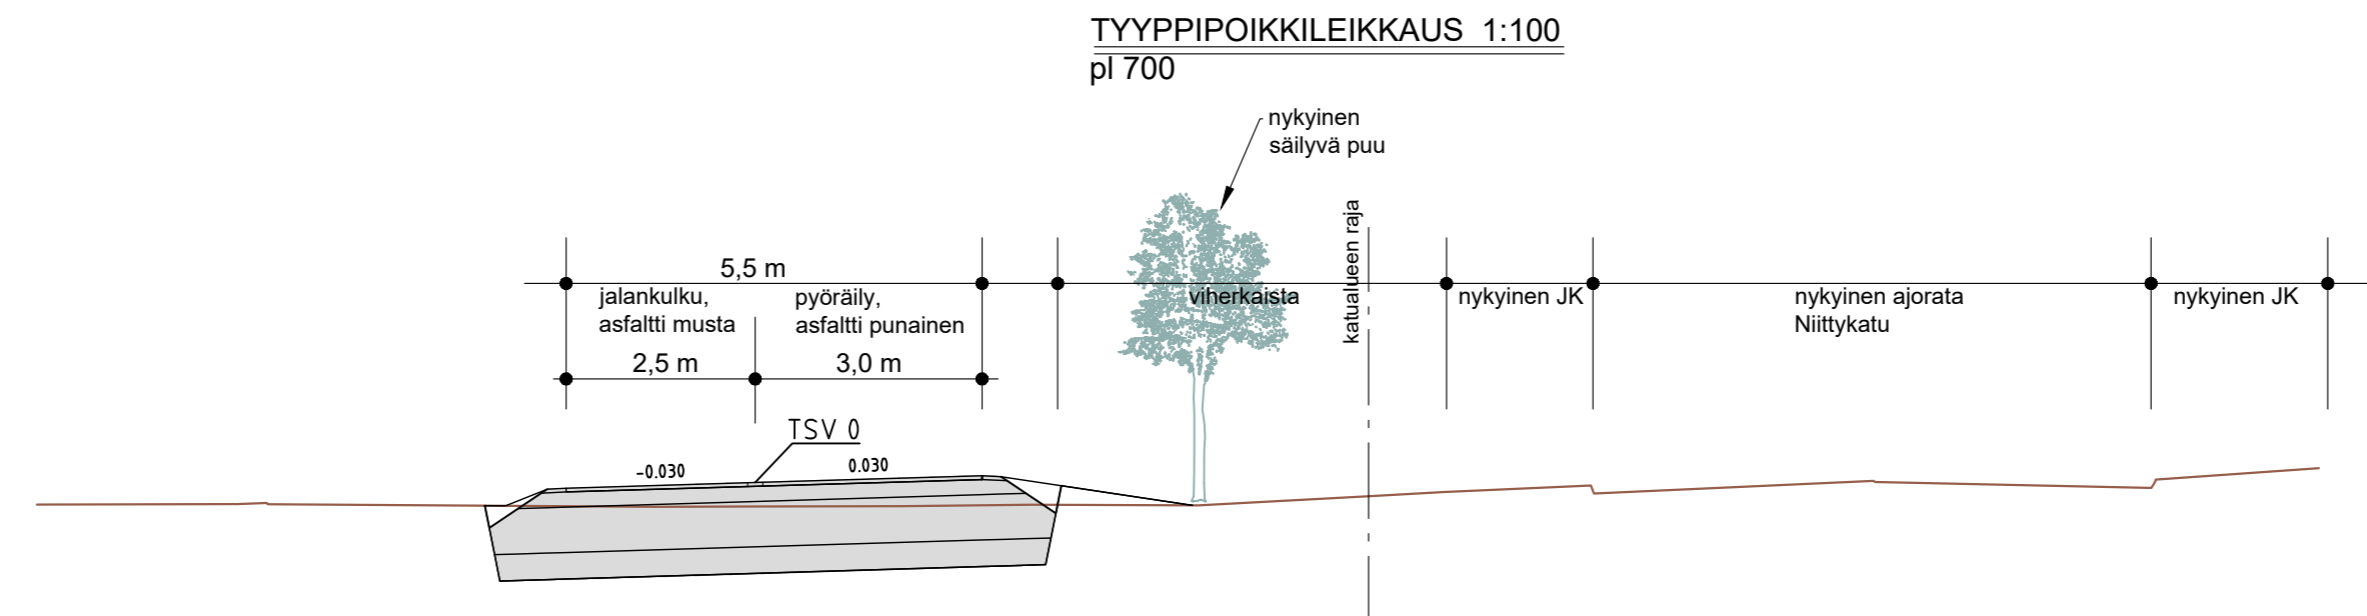 TYYPPIPOIKKILEIKKAUS 1:100
pl 700
nykyinen
säilyvä puu
katualueen raja
5,5 m
jalankulku,
asfaltti musta
pyöräily,
asfaltti punainen
viherkaista
nykyinen JK
nykyinen ajorata
Niittykatu
nykyinen JK
2,5 m
3,0 m
TSV 0
-0.030
0.030